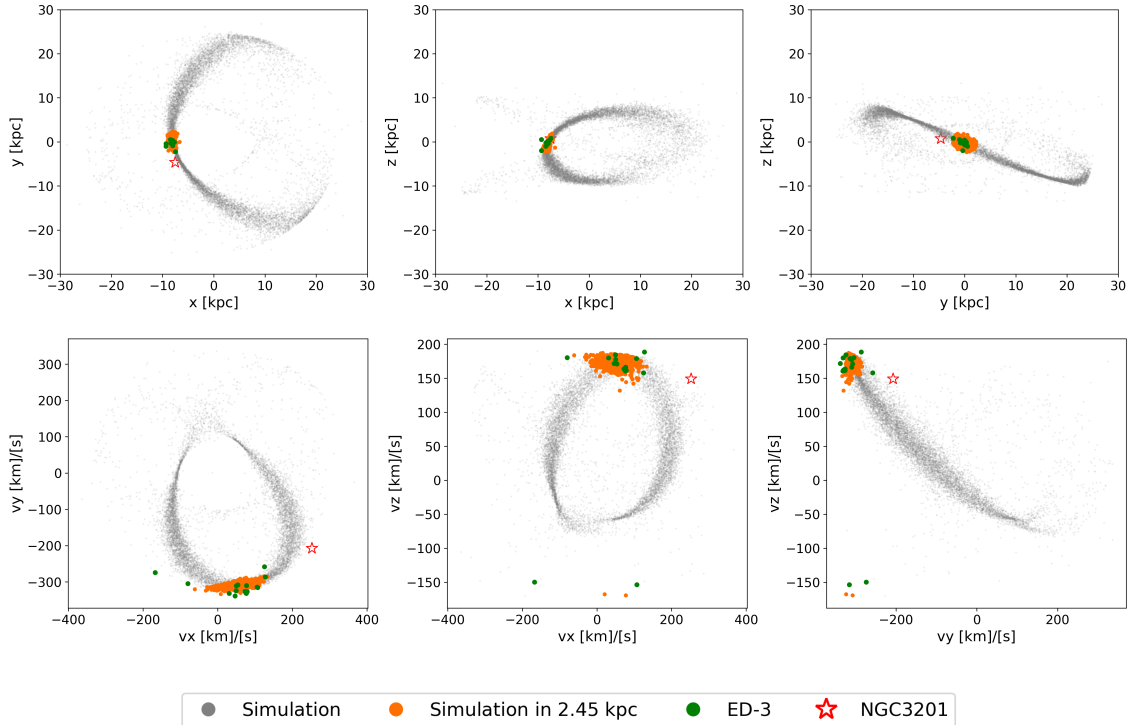 30
20
10
0
−10
−20
−30
−30 −20 −10 0 10 20 30
x [kpc]
y [kpc]
30
20
10
0
−10
−20
−30
−30 −20 −10 0 10 20 30
x [kpc]
z [kpc]
30
20
10
0
−10
−20
−30
−30 −20 −10 0 10 20 30
y [kpc]
z [kpc]
300
200
100
0
−100
−200
−300
−400 −200 0 200 400
vx [km]/[s]
vy [km]/[s]
200
150
100
50
0
−50
−100
−150
−400 −200 0 200 400
vx [km]/[s]
vz [km]/[s]
200
150
100
50
0
−50
−100
−150
−200 0 200
vy [km]/[s]
vz [km]/[s]
Simulation Simulation in 2.45 kpc ED-3 NGC3201